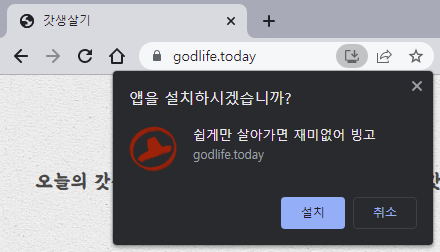 갓생살기
godlife.today
앱을 설치하시겠습니까?
쉽게만 살아가면 재미없어 빙고
godlife.today
오늘의 갓
설치
취소